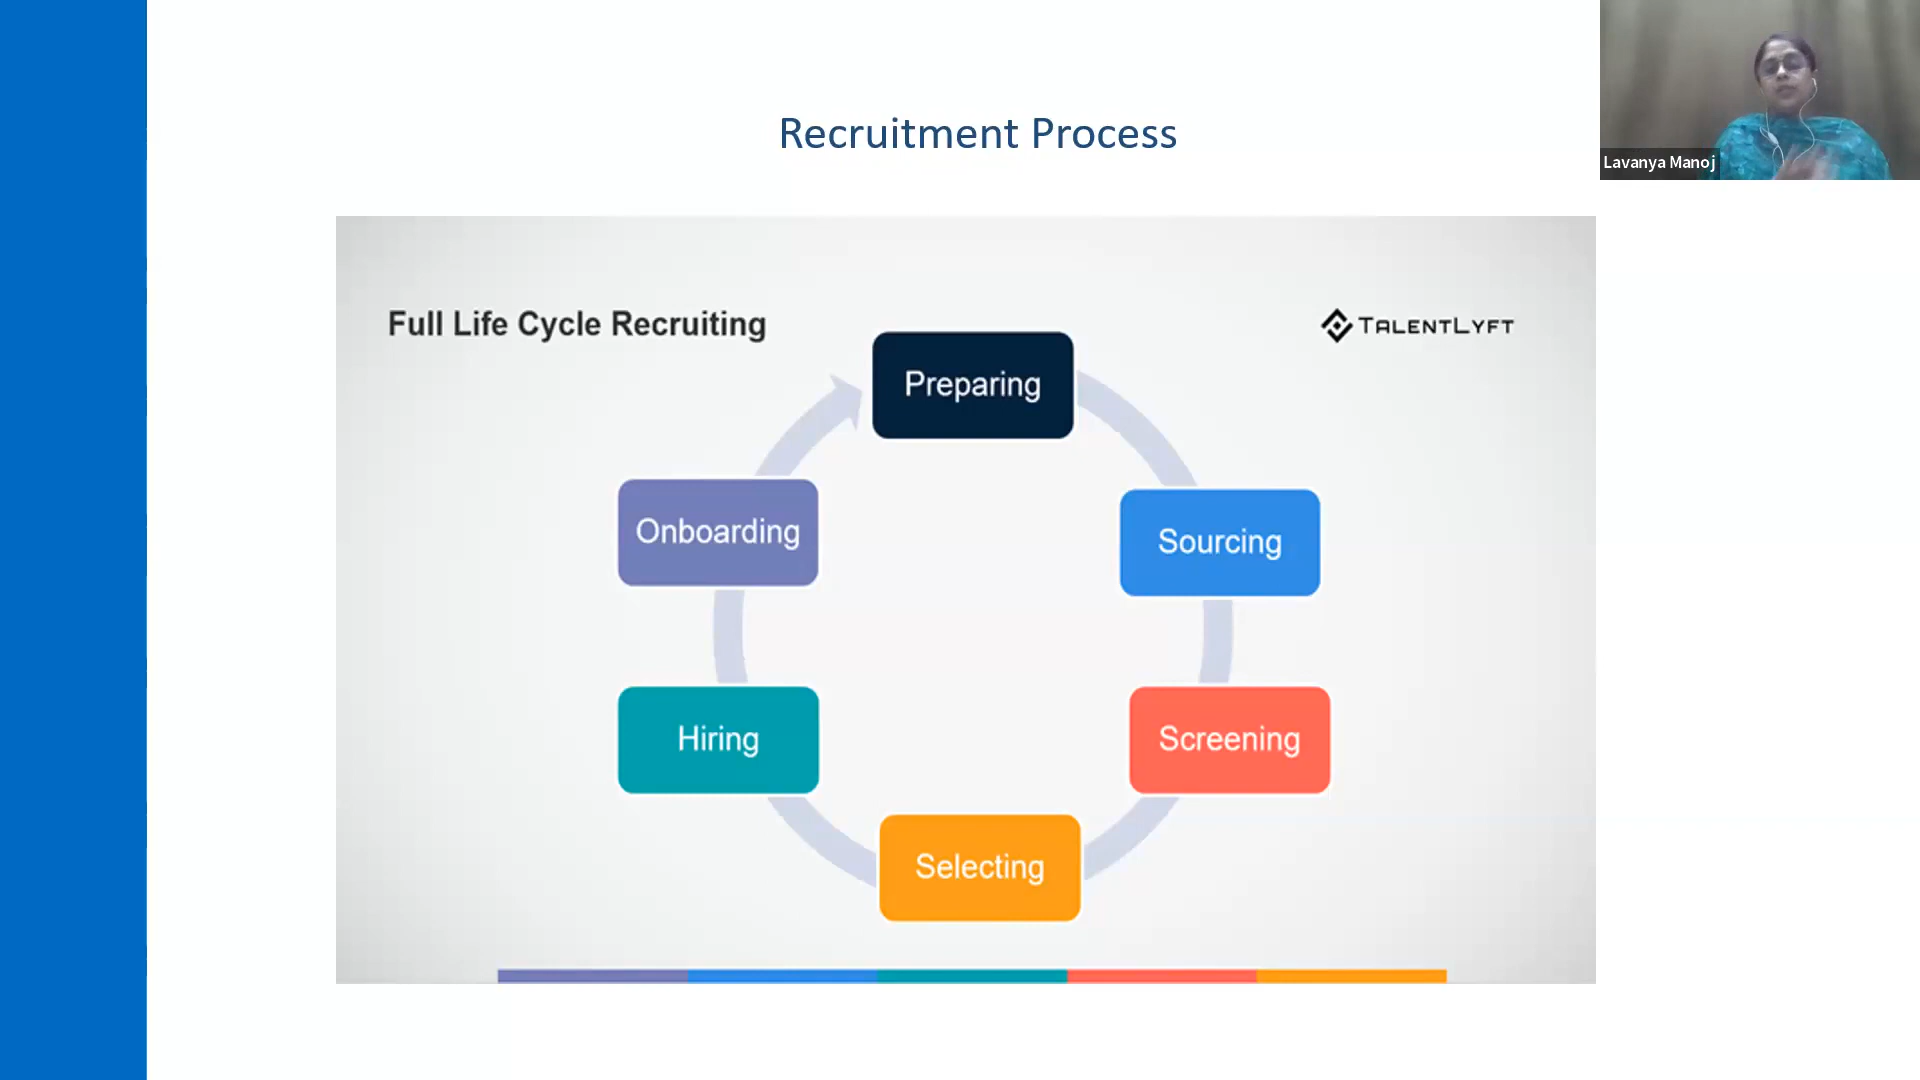 Recruitment Process
Lavanya Manoj
Full Life Cycle Recruiting
TALENTLYFT
Preparing
Onboarding
Sourcing
Hiring
Screening
Selecting